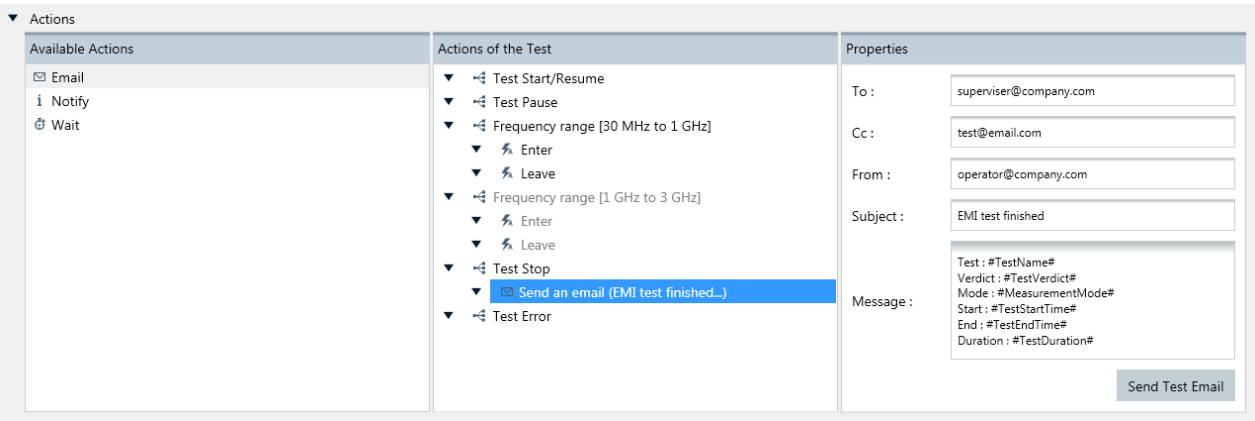 Actions
Available Actions
Email
Notify
Wait
Actions of the Test
Test Start/Resume
Test Pause
Frequency range [30 MHz to 1 GHz]
Enter
Leave
Frequency range [1 GHz to 3 GHz]
Enter
Leave
Test Stop
Send an email (EMI test finished...)
Test Error
Properties
To : superviser@company.com
Cc : test@email.com
From : operator@company.com
Subject : EMI test finished
Message :
Test : #TestName#
Verdict : #TestVerdict#
Mode : #MeasurementMode#
Start : #TestStartTime#
End : #TestEndTime#
Duration : #TestDuration#
Send Test Email